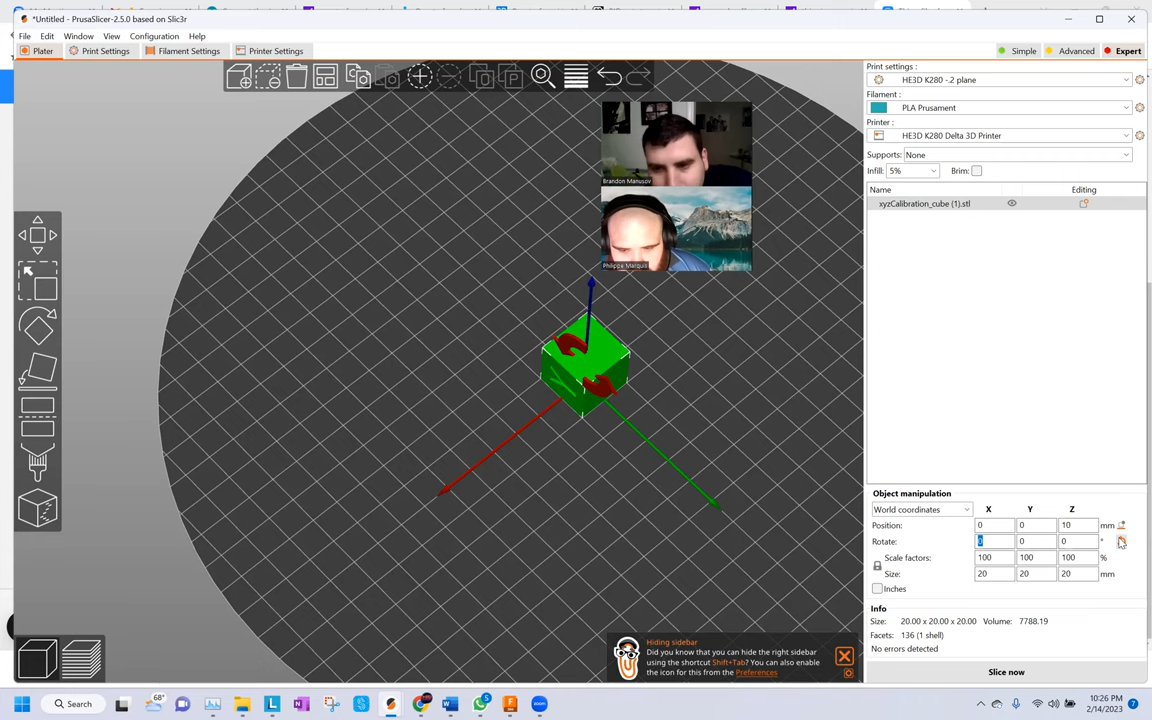 *Untitled - PrusaSlicer-2.5.0 based on Slic3r
File Edit Window View Configuration Help
Plater Print Settings Filament Settings Printer Settings Simple Advanced Expert
Print settings :
HE3D K280 -.2 plane
Filament :
PLA Prusament
Printer :
HE3D K280 Delta 3D Printer
Supports: None
Infill: 5% Brim:
Name Editing
xyzCalibration_cube (1).stl
Brandon Manusov
Philippe Marquis
Object manipulation
World coordinates X Y Z
Position: 0 0 10 mm
Rotate: 0 0 0 °
Scale factors: 100 100 100 %
Size: 20 20 20 mm
Inches
Info
Size: 20.00 x 20.00 x 20.00 Volume: 7788.19
Facets: 136 (1 shell)
No errors detected
Slice now
Hiding sidebar
Did you know that you can hide the right sidebar
using the shortcut Shift+Tab? You can also enable
the icon for this from the Preferences
Search
68°
5
10:26 PM
2/14/2023
7